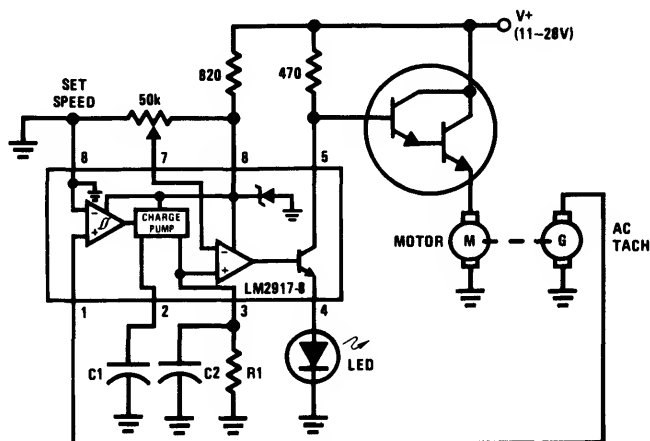 V+
(11~28V)
820
470
SET
SPEED
50k
8
7
8
5
−
+
CHARGE
PUMP
−
+
LM2917-8
MOTOR
M
G
AC
TACH
1
2
3
4
C1
C2
R1
LED